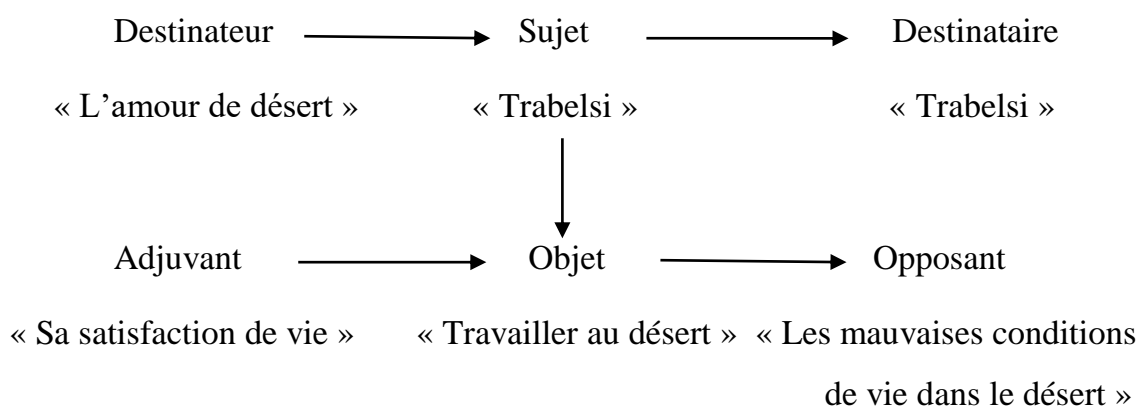 Destinateur Sujet Destinataire
« L’amour de désert » « Trabelsi » « Trabelsi »
Adjuvant Objet Opposant
« Sa satisfaction de vie » « Travailler au désert » « Les mauvaises conditions
de vie dans le désert »